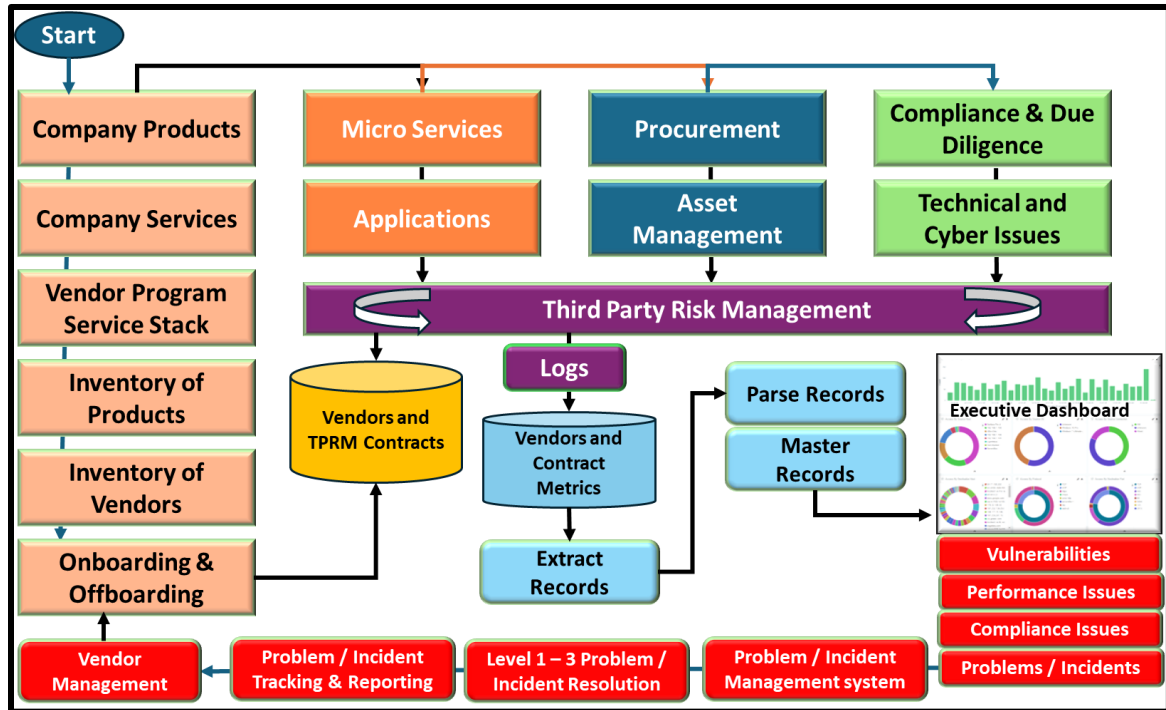 Start
Company Products
Micro Services
Procurement
Compliance & Due
Diligence
Company Services
Applications
Asset
Management
Technical and
Cyber Issues
Vendor Program
Service Stack
Third Party Risk Management
Inventory of
Products
Logs
Vendors and
TPRM Contracts
Vendors and
Contract
Metrics
Parse Records
Master
Records
Executive Dashboard
Inventory of
Vendors
Onboarding &
Offboarding
Extract
Records
Vulnerabilities
Performance Issues
Compliance Issues
Problems / Incidents
Problem / Incident
Management system
Level 1 – 3 Problem /
Incident Resolution
Problem / Incident
Tracking & Reporting
Vendor
Management